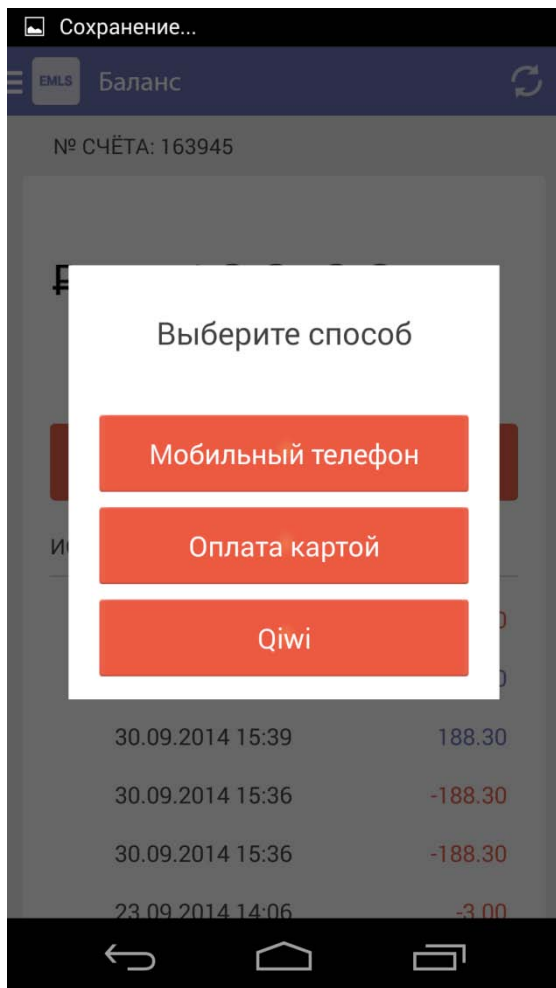 Сохранение...
EMLS Баланс
№ СЧЁТА: 163945
Выберите способ
Мобильный телефон
Оплата картой
Qiwi
30.09.2014 15:39 188.30
30.09.2014 15:36 -188.30
30.09.2014 15:36 -188.30
23.09.2014 14:06 -3.00